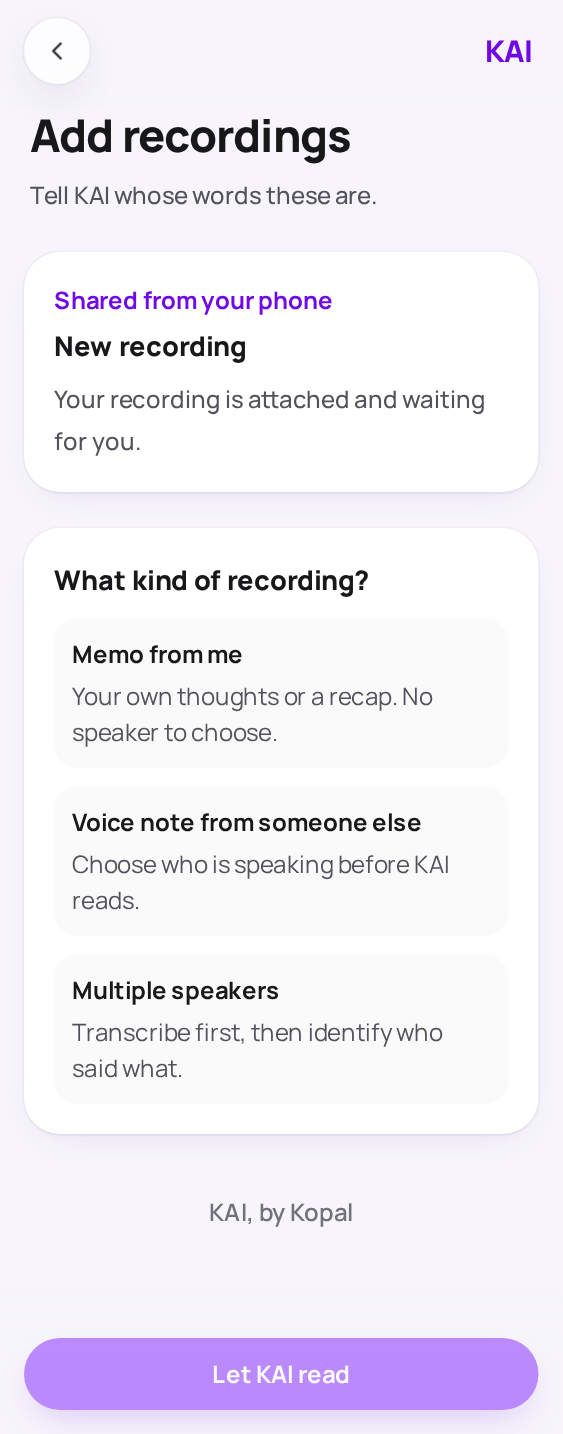 KAI
Add recordings
Tell KAI whose words these are.
Shared from your phone
New recording
Your recording is attached and waiting
for you.
What kind of recording?
Memo from me
Your own thoughts or a recap. No
speaker to choose.
Voice note from someone else
Choose who is speaking before KAI
reads.
Multiple speakers
Transcribe first, then identify who
said what.
KAI, by Kopal
Let KAI read